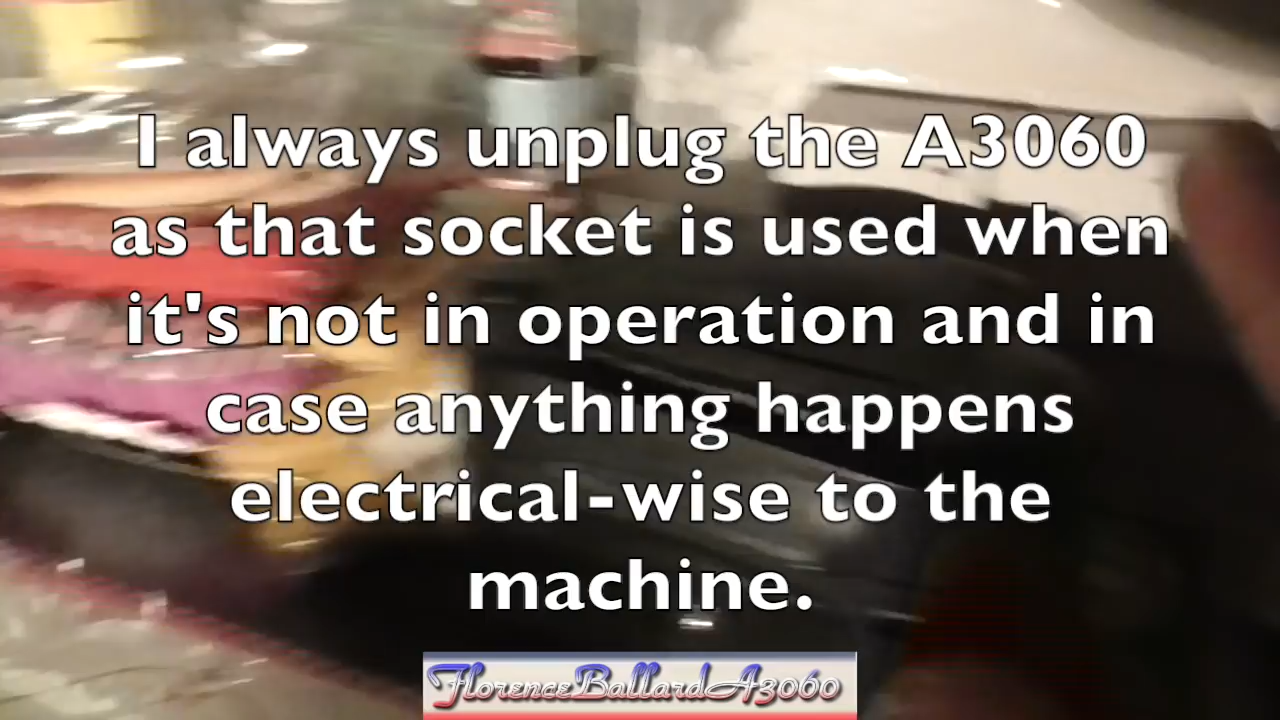 I always unplug the A3060
as that socket is used when
it's not in operation and in
case anything happens
electrical-wise to the
machine.
FlorenceBallardA3060